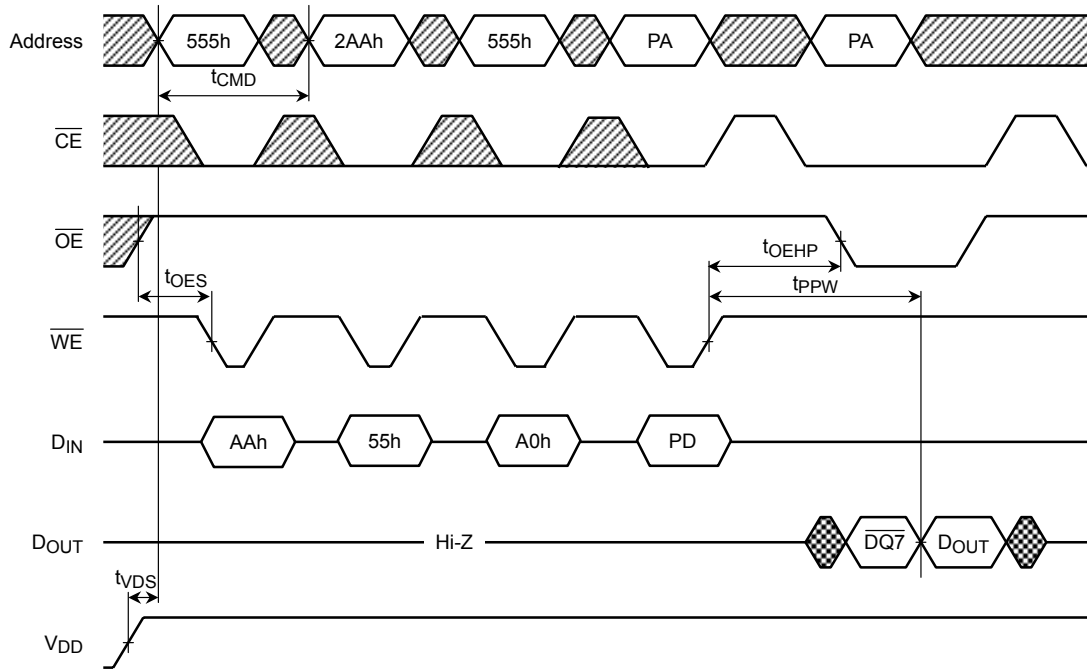 Address 555h 2AAh 555h PA PA
tCMD
CE
OE
tOES tOEHP
tPPW
WE
DIN AAh 55h A0h PD
DOUT Hi-Z DQ7 DOUT
tVDS
VDD